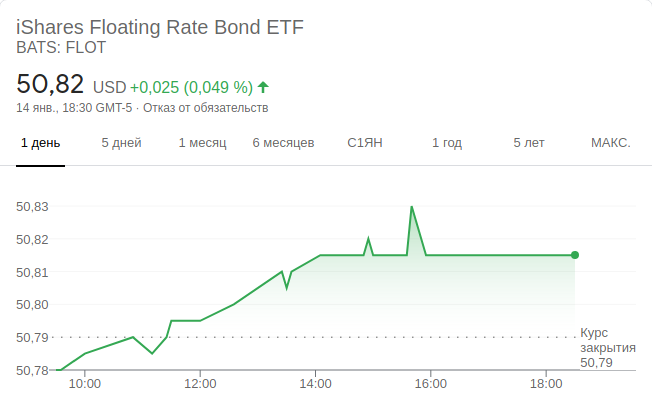 iShares Floating Rate Bond ETF
BATS: FLOT
50,82 USD +0,025 (0,049 %)
14 янв., 18:30 GMT-5 · Отказ от обязательств
1 день 5 дней 1 месяц 6 месяцев С1ЯН 1 год 5 лет МАКС.
50,83
50,82
50,81
50,80
50,79
50,78
Курс
закрытия
50,79
10:00 12:00 14:00 16:00 18:00